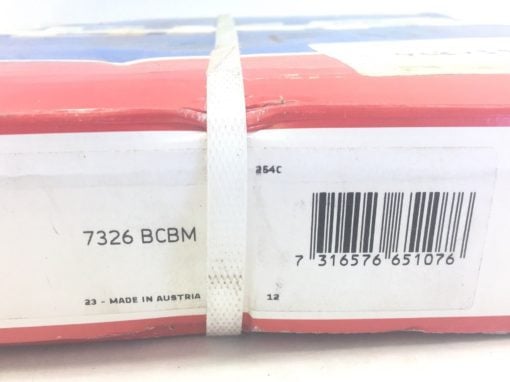 254C
7326 BCBM
7 316576 651076
23 - MADE IN AUSTRIA
12